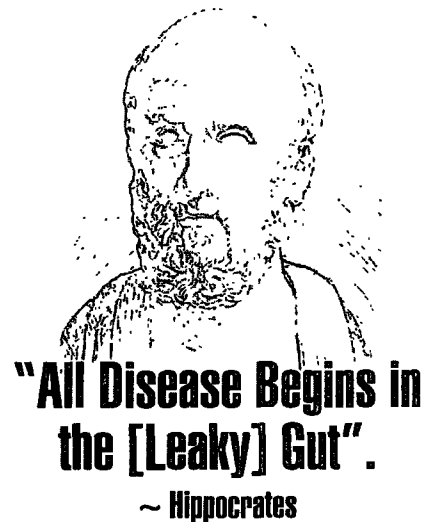 “All Disease Begins in
the [Leaky] Gut”.
~ Hippocrates